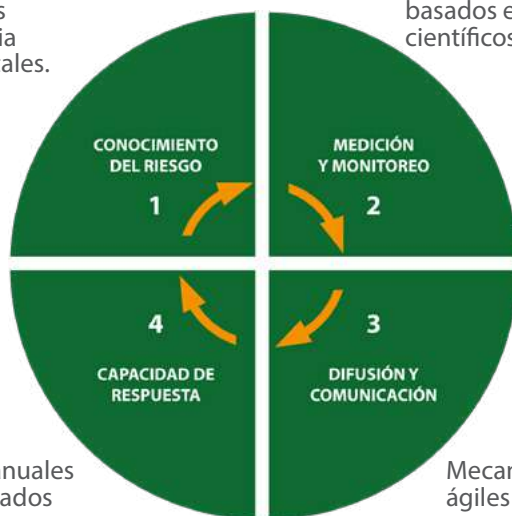 ales.
basados e
científicos
CONOCIMIENTO
DEL RIESGO
1
MEDICIÓN
Y MONITOREO
2
4
CAPACIDAD DE
RESPUESTA
3
DIFUSIÓN Y
COMUNICACIÓN
nuales
ados
Mecan
ágiles